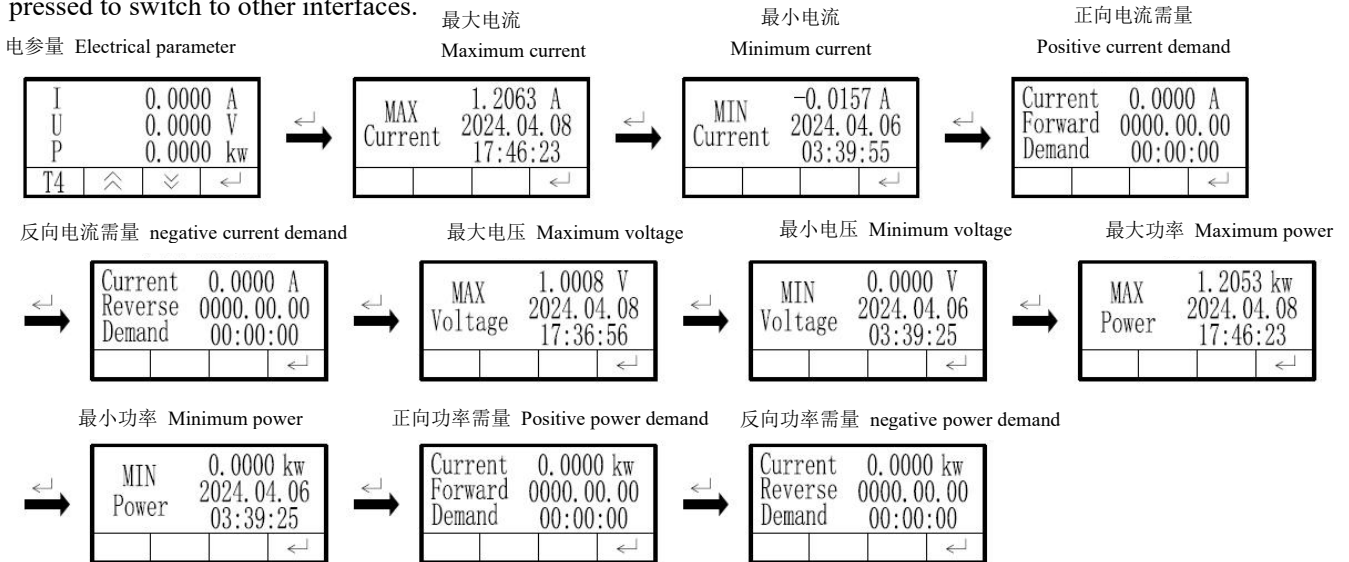 pressed to switch to other interfaces.
电参量 Electrical parameter
最大电流
Maximum current
最小电流
Minimum current
正向电流需量
Positive current demand
I 0.0000 A
U 0.0000 V
P 0.0000 kw
T4
MAX Current
1.2063 A
2024.04.08
17:46:23
MIN Current
-0.0157 A
2024.04.06
03:39:55
Current 0.0000 A
Forward 0000.00.00
Demand 00:00:00
反向电流需量 negative current demand
最大电压 Maximum voltage
最小电压 Minimum voltage
最大功率 Maximum power
Current 0.0000 A
Reverse 0000.00.00
Demand 00:00:00
MAX Voltage
1.0008 V
2024.04.08
17:36:56
MIN Voltage
0.0000 V
2024.04.06
03:39:25
MAX Power
1.2053 kw
2024.04.08
17:46:23
最小功率 Minimum power
正向功率需量 Positive power demand
反向功率需量 negative power demand
MIN Power
0.0000 kw
2024.04.06
03:39:25
Current 0.0000 kw
Forward 0000.00.00
Demand 00:00:00
Current 0.0000 kw
Reverse 0000.00.00
Demand 00:00:00